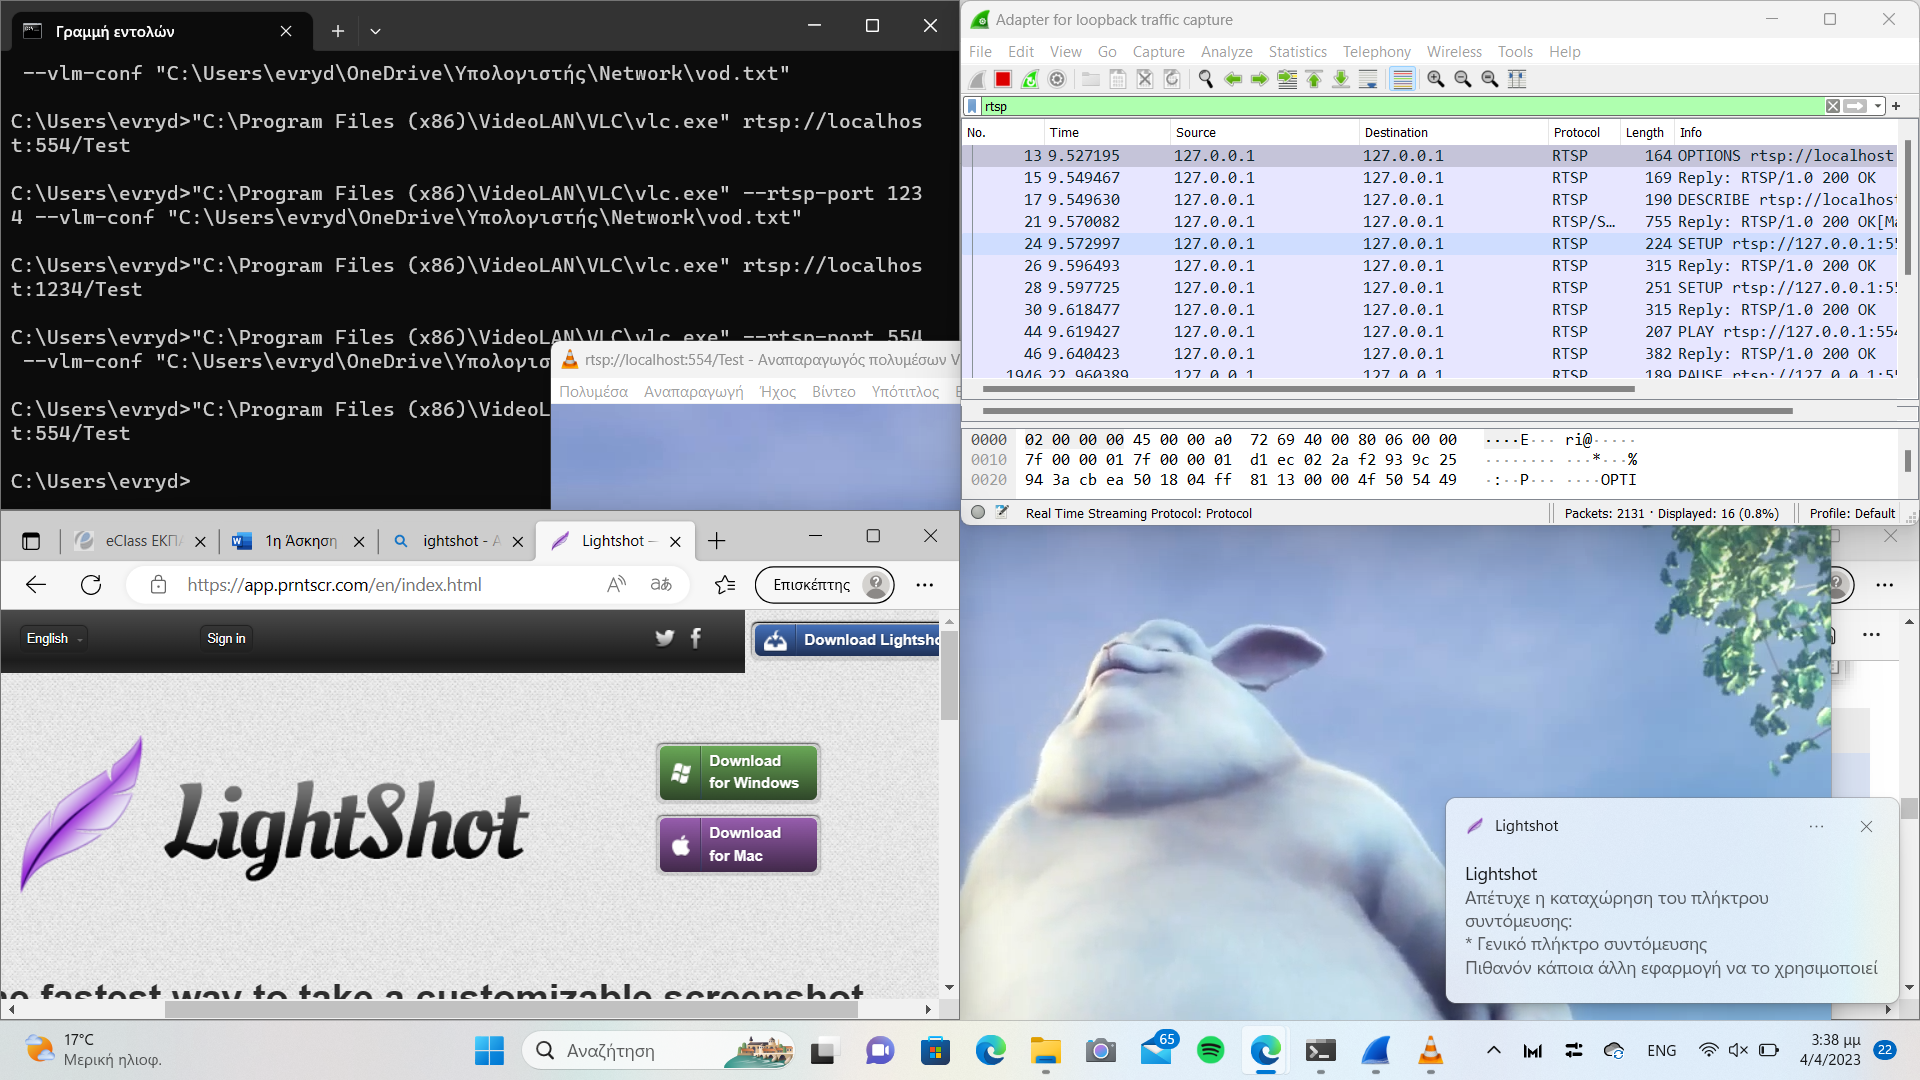 Γραμμή εντολών
--vlm-conf "C:\Users\evryd\OneDrive\Υπολογιστής\Network\vod.txt"
C:\Users\evryd>"C:\Program Files (x86)\VideoLAN\VLC\vlc.exe" rtsp://localhos
t:554/Test
C:\Users\evryd>"C:\Program Files (x86)\VideoLAN\VLC\vlc.exe" --rtsp-port 123
4 --vlm-conf "C:\Users\evryd\OneDrive\Υπολογιστής\Network\vod.txt"
C:\Users\evryd>"C:\Program Files (x86)\VideoLAN\VLC\vlc.exe" rtsp://localhos
t:1234/Test
C:\Users\evryd>"C:\Program Files (x86)\VideoLAN\VLC\vlc.exe" --rtsp-port 554
--vlm-conf "C:\Users\evryd\OneDrive\Υπολογισ
C:\Users\evryd>"C:\Program Files (x86)\VideoL
t:554/Test
C:\Users\evryd>
rtsp://localhost:554/Test - Αναπαραγωγός πολυμέσων V
Πολυμέσα Αναπαραγωγή Ήχος Βίντεο Υπότιτλος
Adapter for loopback traffic capture
File Edit View Go Capture Analyze Statistics Telephony Wireless Tools Help
rtsp
No. Time Source Destination Protocol Length Info
13 9.527195 127.0.0.1 127.0.0.1 RTSP 164 OPTIONS rtsp://localhost
15 9.549467 127.0.0.1 127.0.0.1 RTSP 169 Reply: RTSP/1.0 200 OK
17 9.549630 127.0.0.1 127.0.0.1 RTSP 190 DESCRIBE rtsp://localhost
21 9.570082 127.0.0.1 127.0.0.1 RTSP/S… 755 Reply: RTSP/1.0 200 OK[Ma
24 9.572997 127.0.0.1 127.0.0.1 RTSP 224 SETUP rtsp://127.0.0.1:55
26 9.596493 127.0.0.1 127.0.0.1 RTSP 315 Reply: RTSP/1.0 200 OK
28 9.597725 127.0.0.1 127.0.0.1 RTSP 251 SETUP rtsp://127.0.0.1:55
30 9.618477 127.0.0.1 127.0.0.1 RTSP 315 Reply: RTSP/1.0 200 OK
44 9.619427 127.0.0.1 127.0.0.1 RTSP 207 PLAY rtsp://127.0.0.1:554
46 9.640423 127.0.0.1 127.0.0.1 RTSP 382 Reply: RTSP/1.0 200 OK
1946 22.960389 127.0.0.1 127.0.0.1 RTSP 189 PAUSE rtsp://127.0.0.1:55
0000 02 00 00 00 45 00 00 a0 72 69 40 00 80 06 00 00 ····E··· ri@·····
0010 7f 00 00 01 7f 00 00 01 d1 ec 02 2a f2 93 9c 25 ········ ···*···%
0020 94 3a cb ea 50 18 04 ff 81 13 00 00 4f 50 54 49 ·:··P··· ····OPTI
Real Time Streaming Protocol: Protocol
Packets: 2131 · Displayed: 16 (0.8%)
Profile: Default
eClass ΕΚΠΑ
1η Άσκηση
ightshot - Α
Lightshot —
https://app.prntscr.com/en/index.html
Επισκέπτης
English
Sign in
Download Lightsho
LightShot
Download
for Windows
Download
for Mac
he fastest way to take a customizable screenshot
Lightshot
Lightshot
Απέτυχε η καταχώρηση του πλήκτρου
συντόμευσης:
* Γενικό πλήκτρο συντόμευσης
Πιθανόν κάποια άλλη εφαρμογή να το χρησιμοποιεί
17°C
Μερική ηλιοφ.
Αναζήτηση
65
ENG
3:38 μμ
4/4/2023
22